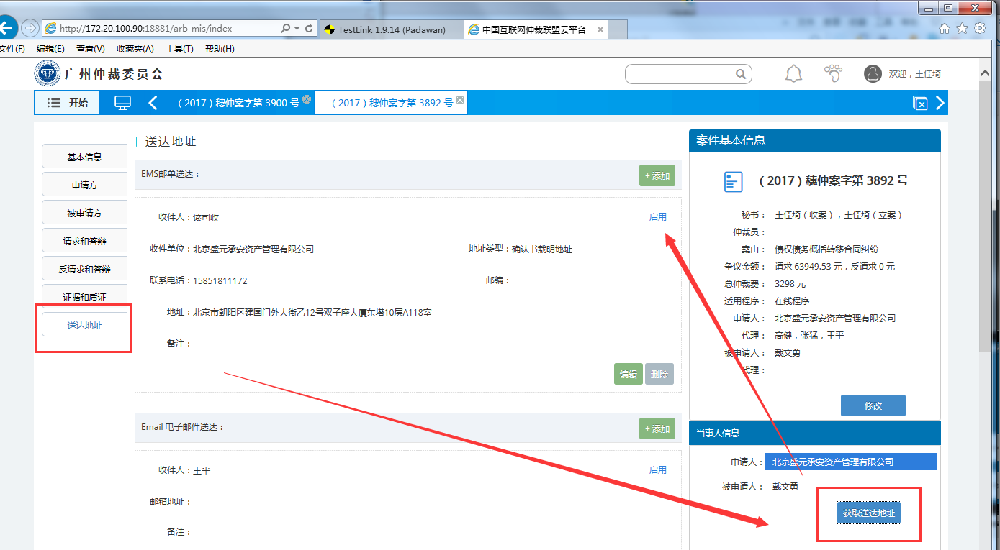 http://172.20.100.90:18881/arb-mis/index
TestLink 1.9.14 (Padawan)
中国互联网仲裁联盟云平台
文件(F) 编辑(E) 查看(V) 收藏夹(A) 工具(T) 帮助(H)
广州仲裁委员会
欢迎，王佳琦
开始
（2017）穗仲案字第 3900 号
（2017）穗仲案字第 3892 号
基本信息
申请方
被申请方
请求和答辩
反请求和答辩
证据和质证
送达地址
送达地址
EMS邮单送达：
+ 添加
收件人：该司收
启用
收件单位：北京盛元承安资产管理有限公司
地址类型：确认书载明地址
联系电话：15851811172
邮编：
地址：北京市朝阳区建国门外大街乙12号双子座大厦东塔10层A118室
备注：
编辑
删除
Email 电子邮件送达：
+ 添加
收件人：王平
启用
邮箱地址：
备注：
案件基本信息
（2017）穗仲案字第 3892 号
秘书： 王佳琦（收案），王佳琦（立案）
仲裁员：
案由： 债权债务概括转移合同纠纷
争议金额： 请求 63949.53 元，反请求 0 元
总仲裁费： 3298 元
适用程序： 在线程序
申请人： 北京盛元承安资产管理有限公司
代理： 高健，张猛，王平
被申请人： 戴文勇
代理：
修改
当事人信息
申请人： 北京盛元承安资产管理有限公司
被申请人： 戴文勇
获取送达地址